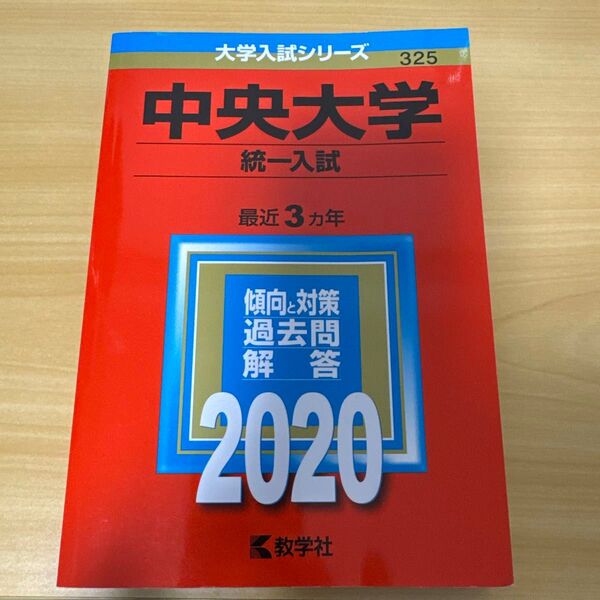 大学入試シリーズ
325
中央大学
統一入試
最近3ヵ年
傾向と対策
過去問
解答
2020
教学社